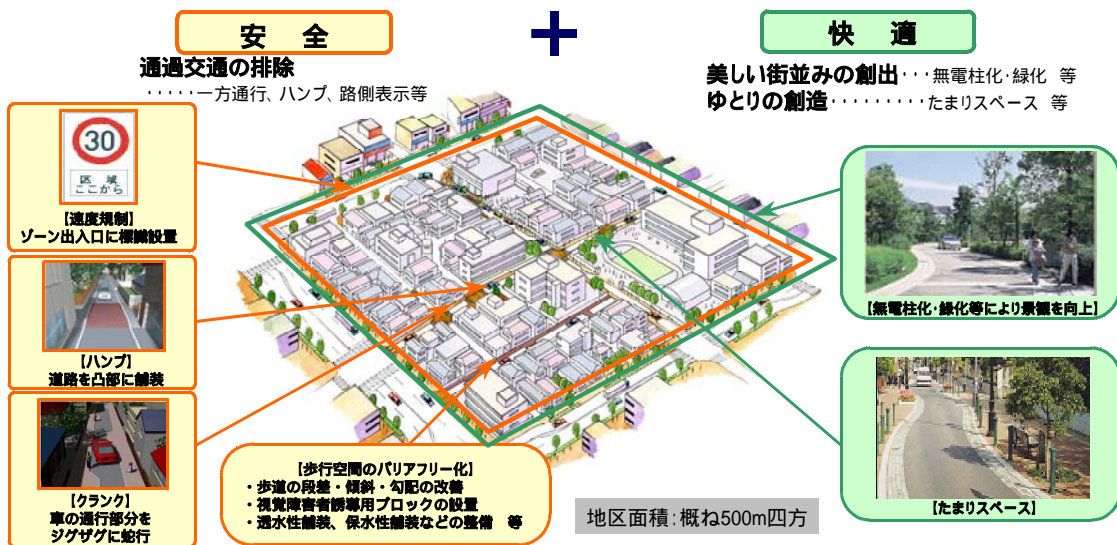 安 全
+
快 適
通過交通の排除
・・・・・一方通行、ハンプ、路側表示等
美しい街並みの創出・・・無電柱化・緑化 等
ゆとりの創造・・・・・・・・・たまりスペース 等
30
区 域
ここから
【速度規制】
ゾーン出入口に標識設置
【ハンプ】
道路を凸部に舗装
【クランク】
車の通行部分を
ジグザグに蛇行
【歩行空間のバリアフリー化】
・歩道の段差・傾斜・勾配の改善
・視覚障害者誘導用ブロックの設置
・透水性舗装、保水性舗装などの整備 等
地区面積:概ね500m四方
【無電柱化・緑化等により景観を向上】
【たまりスペース】